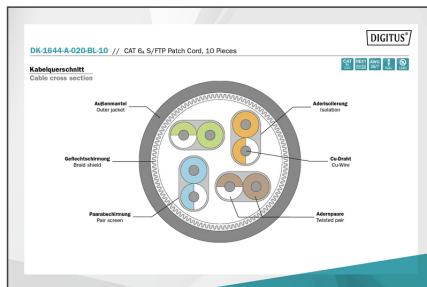 DIGITUS®
DK-1644-A-020-BL-10 // CAT 6A S/FTP Patch Cord, 10 Pieces
Kabelquerschnitt
Cable cross section
Außenmantel
Outer jacket
Aderisolierung
Isolation
Geflechtschirmung
Braid shield
Cu-Draht
Cu-Wire
Paarabschirmung
Pair screen
Adernpaare
Twisted pair